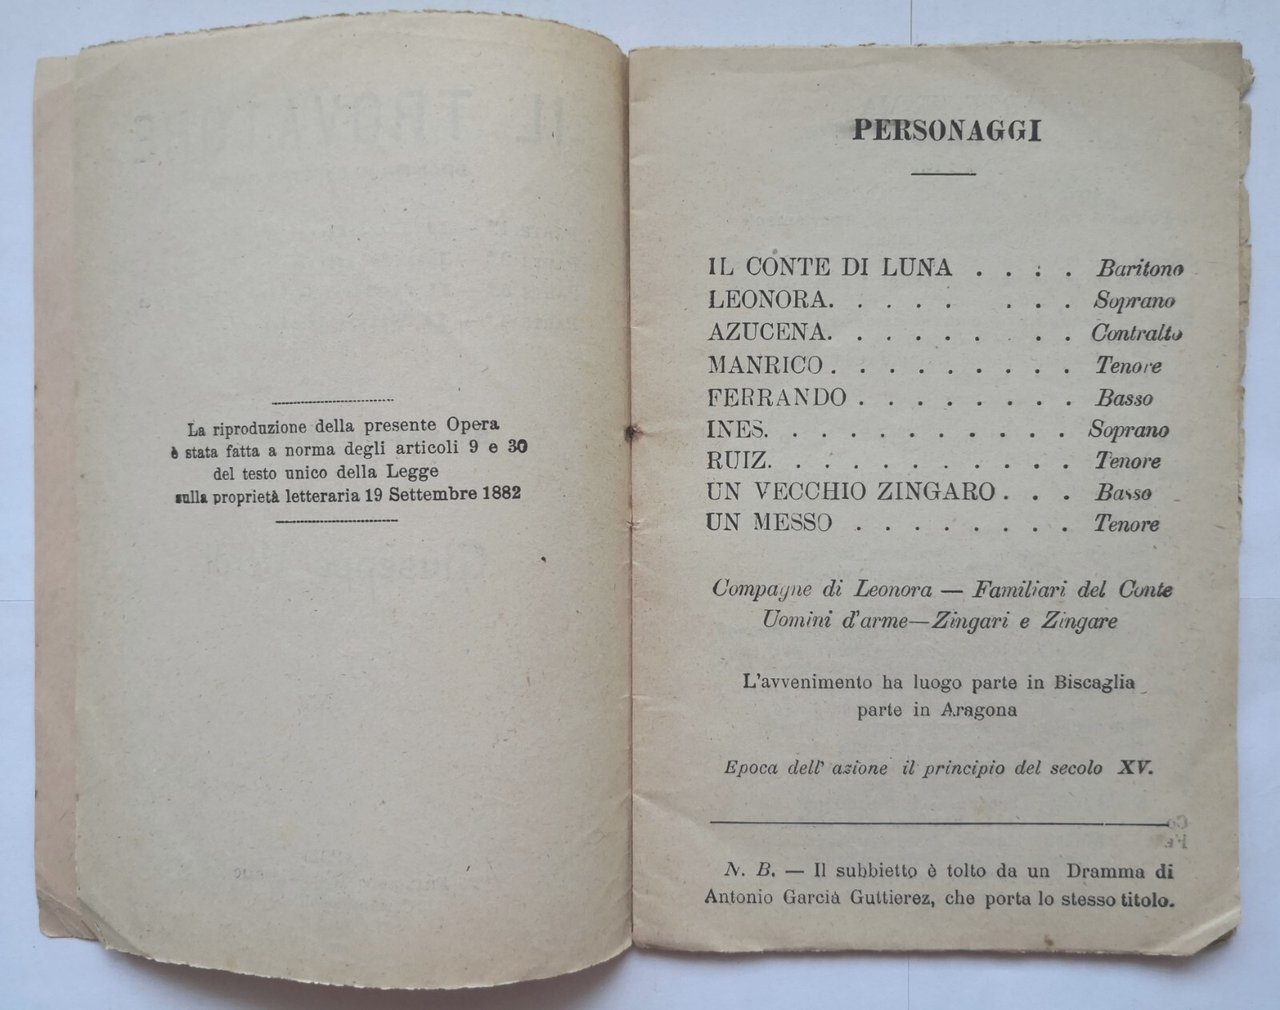 La riproduzione della presente Opera
è stata fatta a norma degli articoli 9 e 30
del testo unico della Legge
sulla proprietà letteraria 19 Settembre 1882
PERSONAGGI
IL CONTE DI LUNA . . . . Baritono
LEONORA. . . . . . . Soprano
AZUCENA. . . . . . . . Contralto
MANRICO . . . . . . . . . Tenore
FERRANDO . . . . . . . . Basso
INES. . . . . . . . . . . Soprano
RUIZ. . . . . . . . . . . Tenore
UN VECCHIO ZINGARO . . . Basso
UN MESSO . . . . . . . . Tenore
Compagne di Leonora — Familiari del Conte
Uomini d'arme—Zingari e Zingare
L'avvenimento ha luogo parte in Biscaglia
parte in Aragona
Epoca dell' azione il principio del secolo XV.
N. B. — Il subbietto è tolto da un Dramma di
Antonio Garcià Guttierez, che porta lo stesso titolo.